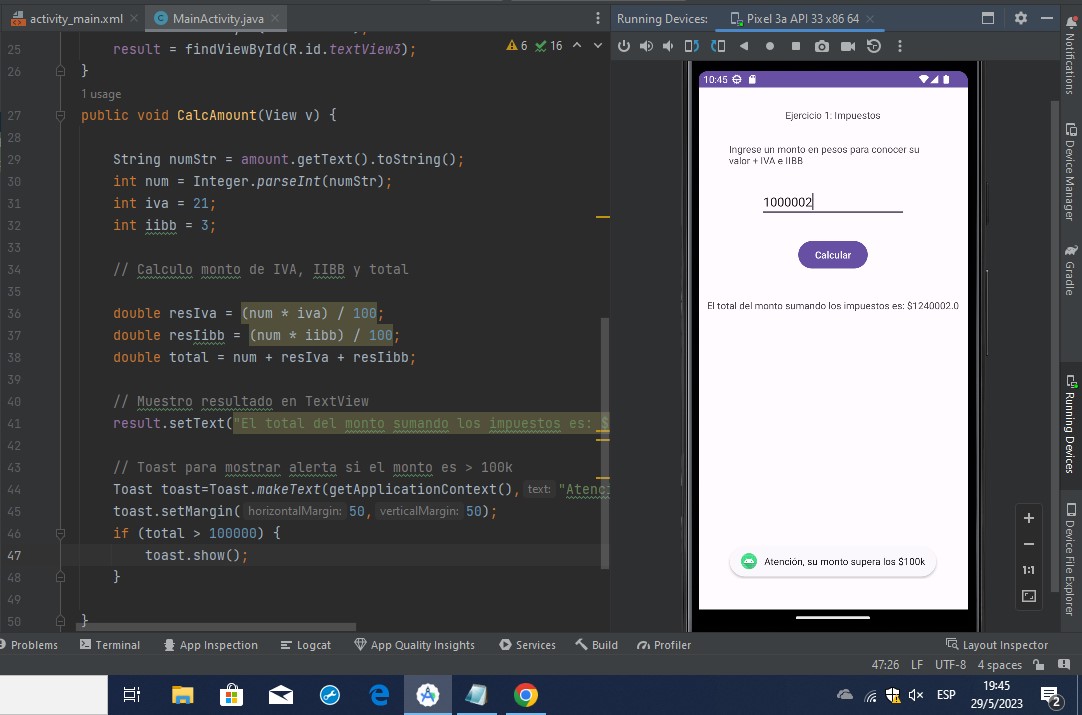 activity_main.xml
MainActivity.java
Running Devices:
Pixel 3a API 33 x86 64
25 result = findViewById(R.id.textView3);
6 16
26 }
1 usage
27 public void CalcAmount(View v) {
28
29 String numStr = amount.getText().toString();
30 int num = Integer.parseInt(numStr);
31 int iva = 21;
32 int iibb = 3;
33
34 // Calculo monto de IVA, IIBB y total
35
36 double resIva = (num * iva) / 100;
37 double resIibb = (num * iibb) / 100;
38 double total = num + resIva + resIibb;
39
40 // Muestro resultado en TextView
41 result.setText("El total del monto sumando los impuestos es: $
42
43 // Toast para mostrar alerta si el monto es > 100k
44 Toast toast=Toast.makeText(getApplicationContext(), text: "Atenci
45 toast.setMargin( horizontalMargin: 50, verticalMargin: 50);
46 if (total > 100000) {
47 toast.show();
48 }
49
50 }
10:45
Ejercicio 1: Impuestos
Ingrese un monto en pesos para conocer su
valor + IVA e IIBB
1000002
Calcular
El total del monto sumando los impuestos es: $1240002.0
Atención, su monto supera los $100k
1:1
Notifications
Device Manager
Gradle
Running Devices
Device File Explorer
Problems
Terminal
App Inspection
Logcat
App Quality Insights
Services
Build
Profiler
Layout Inspector
47:26 LF UTF-8 4 spaces
ESP
19:45
29/5/2023
2